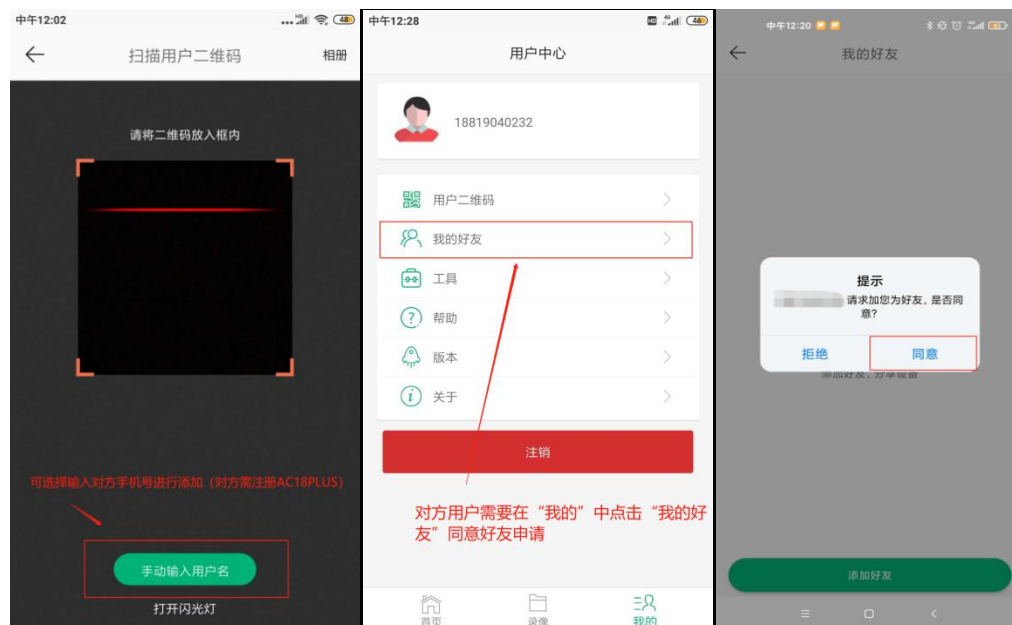 中午12:02
48
扫描用户二维码
相册
请将二维码放入框内
可选择输入对方手机号进行添加（对方需注册AC18PLUS）
手动输入用户名
打开闪光灯
中午12:28
46
用户中心
18819040232
用户二维码
我的好友
工具
帮助
版本
关于
注销
对方用户需要在“我的”中点击“我的好
友”同意好友申请
首页
录像
我的
中午12:20
我的好友
提示
请求加您为好友，是否同
意?
拒绝
同意
添加好友，分享设备
添加好友